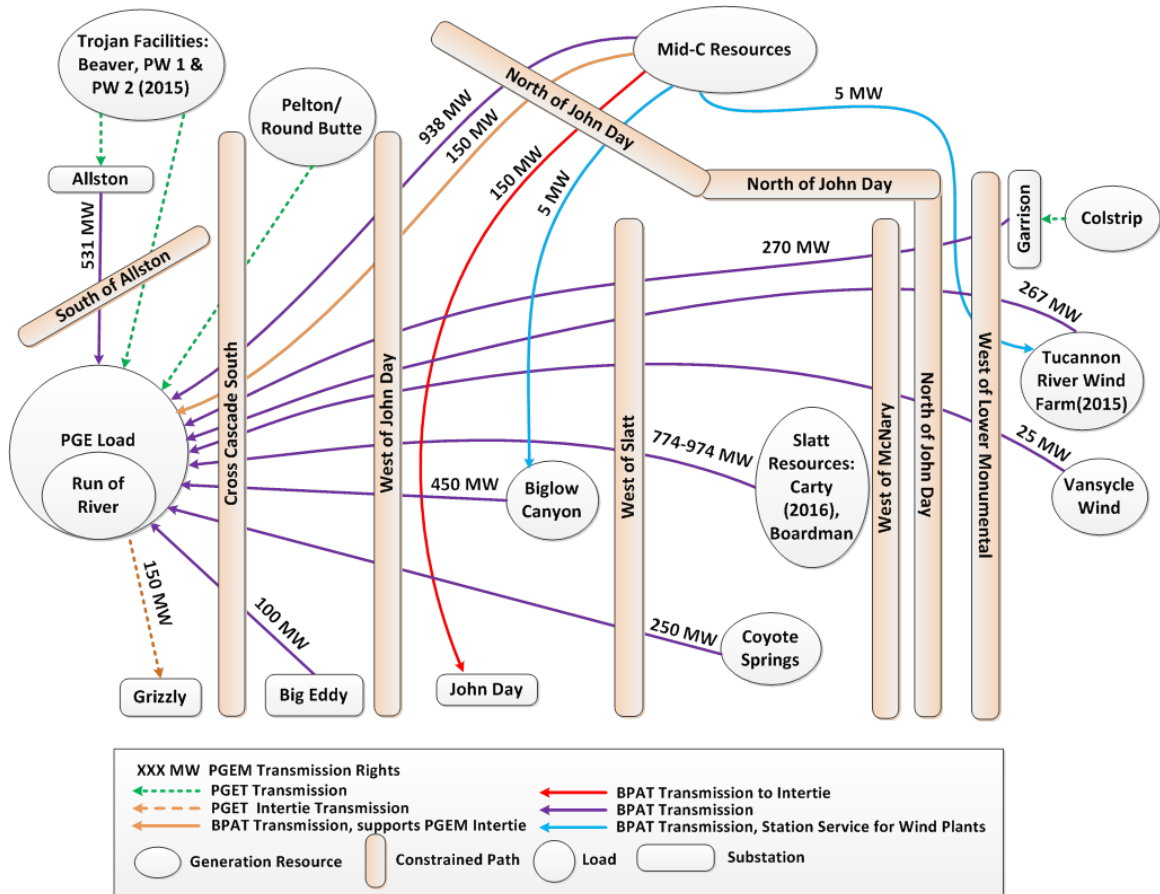 Trojan Facilities:
Beaver, PW 1 &
PW 2 (2015)
Mid-C Resources
North of John Day
5 MW
Pelton/
Round Butte
938 MW
150 MW
150 MW
5 MW
Allston
North of John Day
Garrison
Colstrip
531 MW
South of Allston
270 MW
267 MW
Tucannon
River Wind
Farm(2015)
Cross Cascade South
West of John Day
West of Slatt
West of McNary
North of John Day
West of Lower Monumental
PGE Load
Run of
River
774-974 MW
Slatt
Resources:
Carty
(2016),
Boardman
25 MW
Vansycle
Wind
450 MW
Biglow
Canyon
150 MW
100 MW
250 MW
Coyote
Springs
Grizzly
Big Eddy
John Day
XXX MW PGEM Transmission Rights
PGET Transmission
PGET Intertie Transmission
BPAT Transmission, supports PGEM Intertie
BPAT Transmission to Intertie
BPAT Transmission
BPAT Transmission, Station Service for Wind Plants
Generation Resource
Constrained Path
Load
Substation